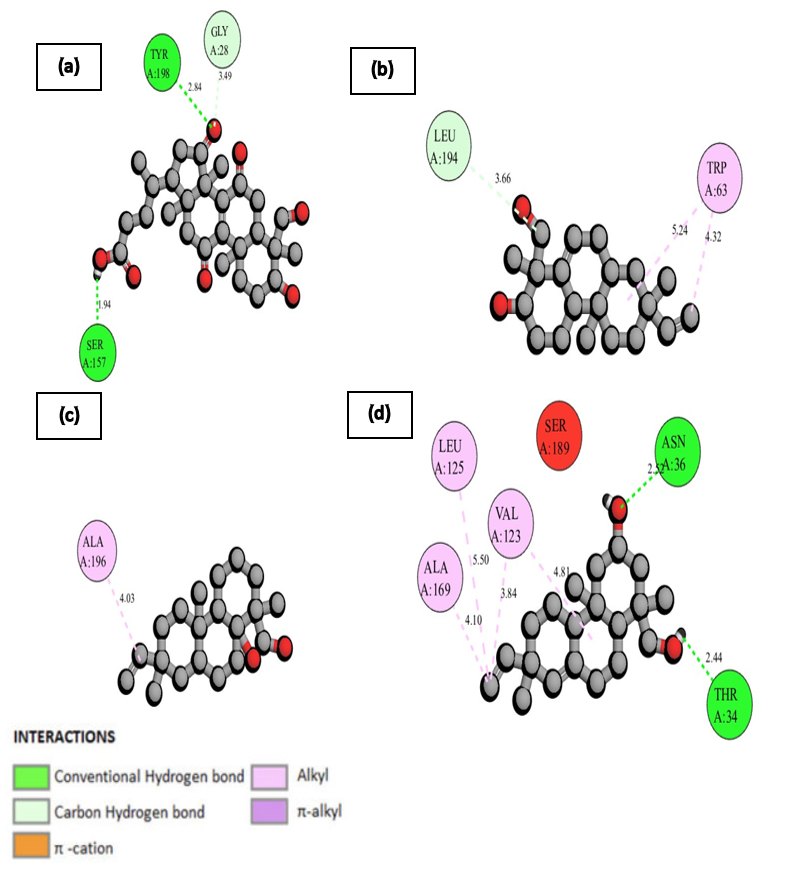 (a)
TYR
A:198
GLY
A:28
2.84
3.49
1.94
SER
A:157
(b)
LEU
A:194
TRP
A:63
3.66
5.24
4.32
(c)
ALA
A:196
4.03
(d)
LEU
A:125
SER
A:189
ASN
A:36
2.52
VAL
A:123
ALA
A:169
5.50
4.81
3.84
4.10
2.44
THR
A:34
INTERACTIONS
Conventional Hydrogen bond
Alkyl
Carbon Hydrogen bond
π-alkyl
π -cation